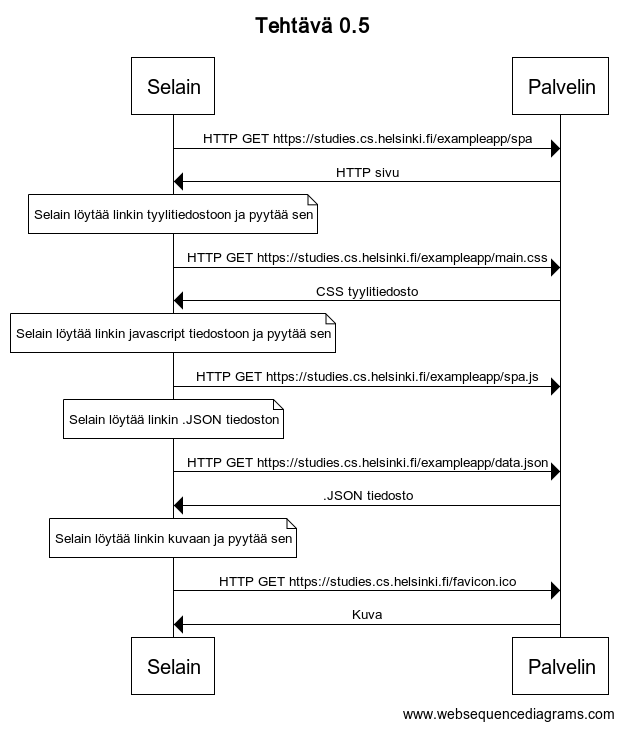 Tehtävä 0.5
Selain Palvelin
HTTP GET https://studies.cs.helsinki.fi/exampleapp/spa
HTTP sivu
Selain löytää linkin tyylitiedostoon ja pyytää sen
HTTP GET https://studies.cs.helsinki.fi/exampleapp/main.css
CSS tyylitiedosto
Selain löytää linkin javascript tiedostoon ja pyytää sen
HTTP GET https://studies.cs.helsinki.fi/exampleapp/spa.js
Selain löytää linkin .JSON tiedoston
HTTP GET https://studies.cs.helsinki.fi/exampleapp/data.json
.JSON tiedosto
Selain löytää linkin kuvaan ja pyytää sen
HTTP GET https://studies.cs.helsinki.fi/favicon.ico
Kuva
Selain Palvelin
www.websequencediagrams.com